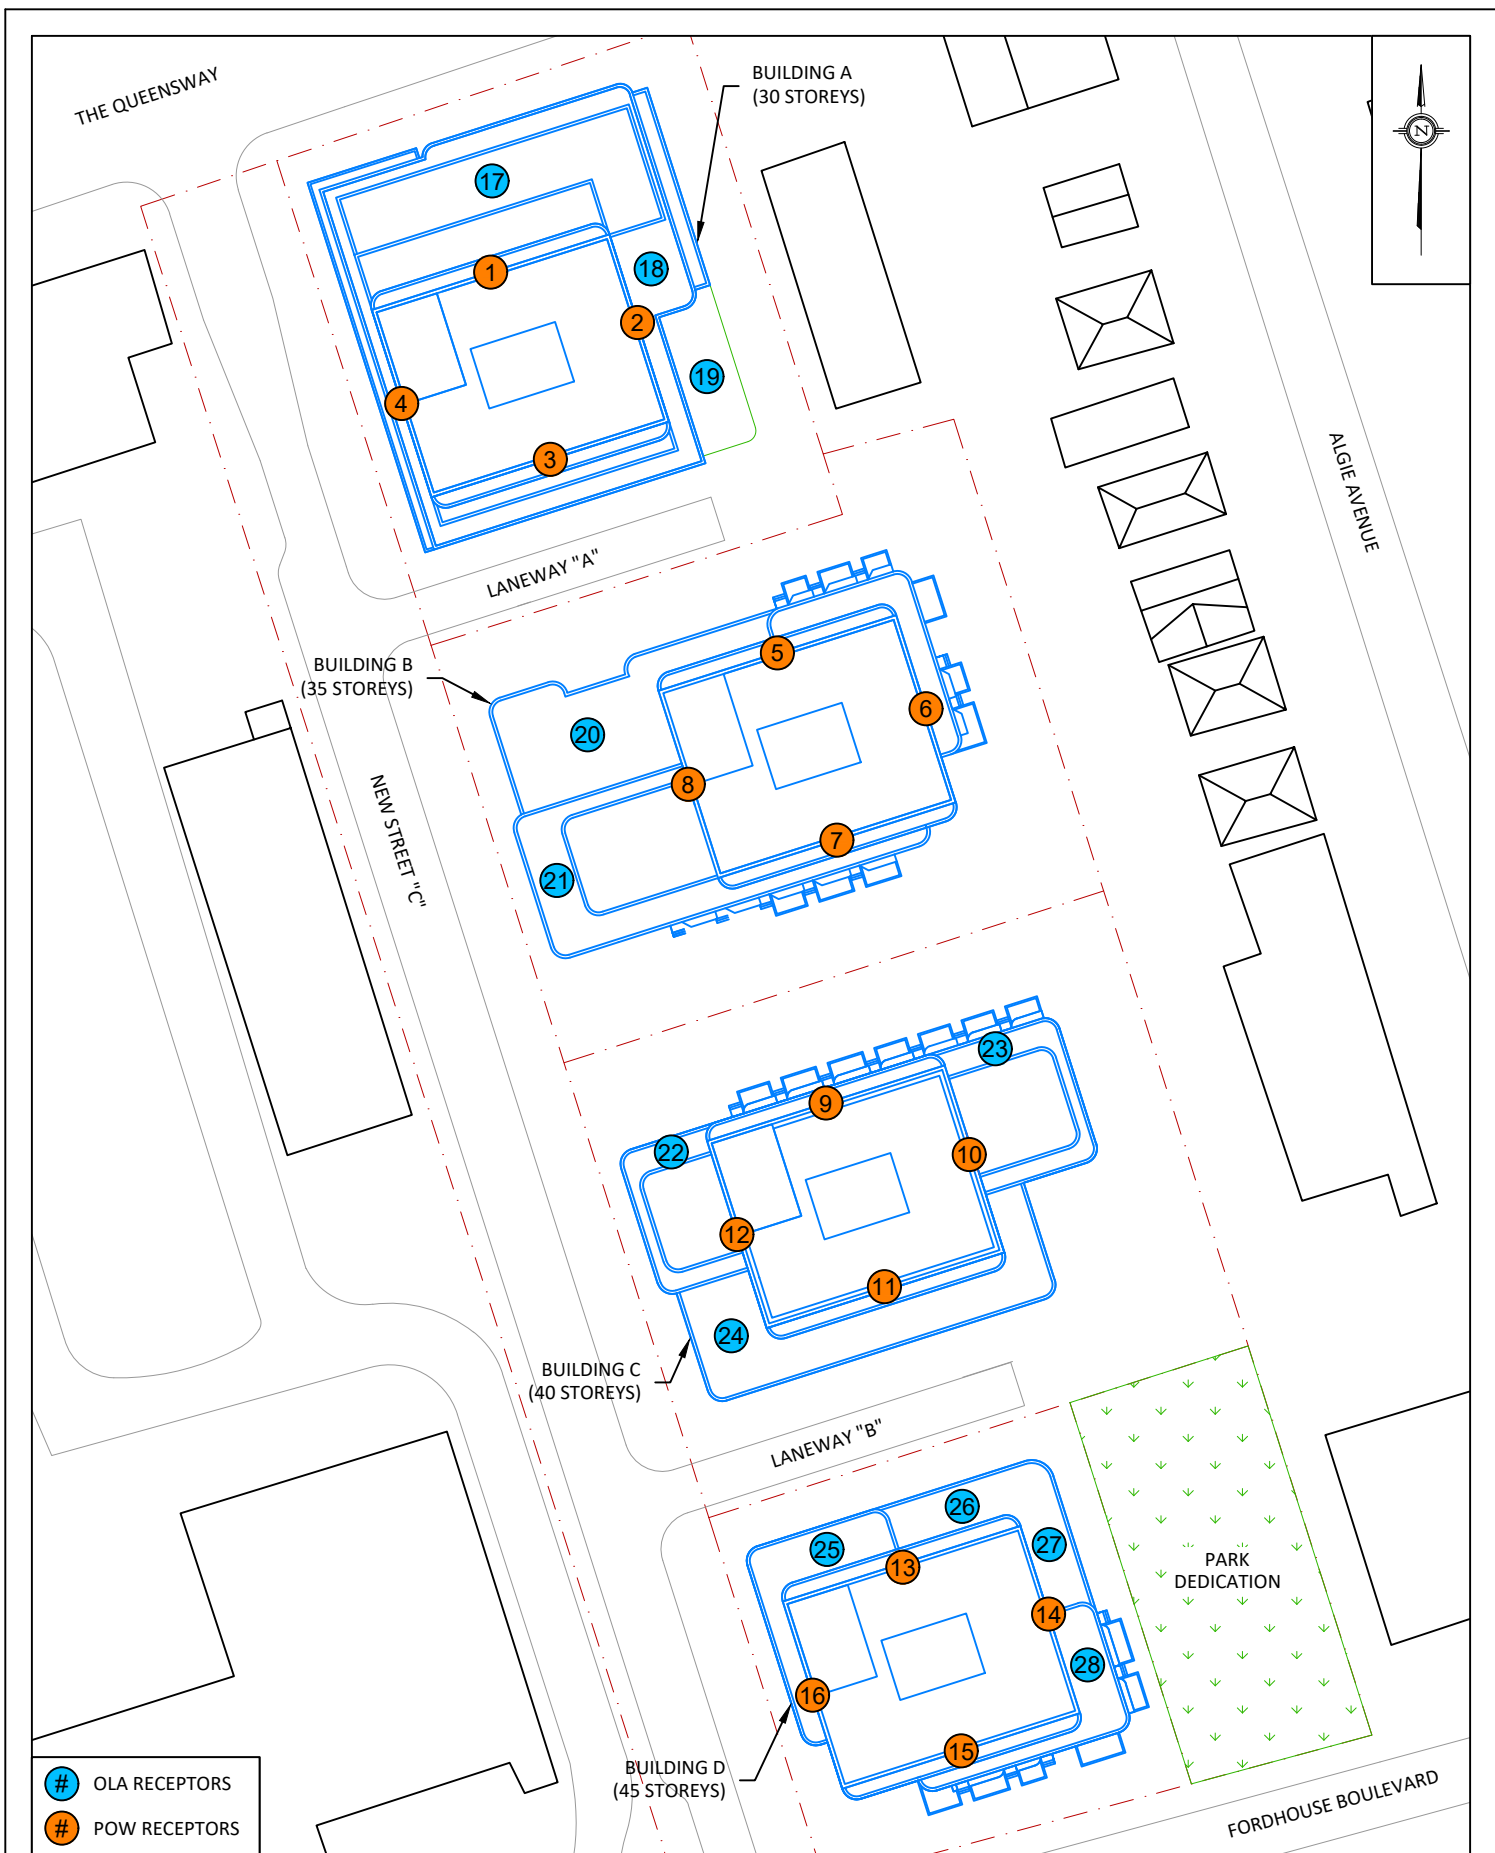 THE QUEENSWAY
BUILDING A
(30 STOREYS)
N
17
18
1
2
19
4
3
ALGIE AVENUE
LANEWAY "A"
BUILDING B
(35 STOREYS)
5
6
20
8
NEW STREET "C"
7
21
23
9
22
10
12
11
24
BUILDING C
(40 STOREYS)
LANEWAY "B"
26
25
27
13
PARK
DEDICATION
14
28
16
15
BUILDING D
(45 STOREYS)
FORDHOUSE BOULEVARD
# OLA RECEPTORS
# POW RECEPTORS